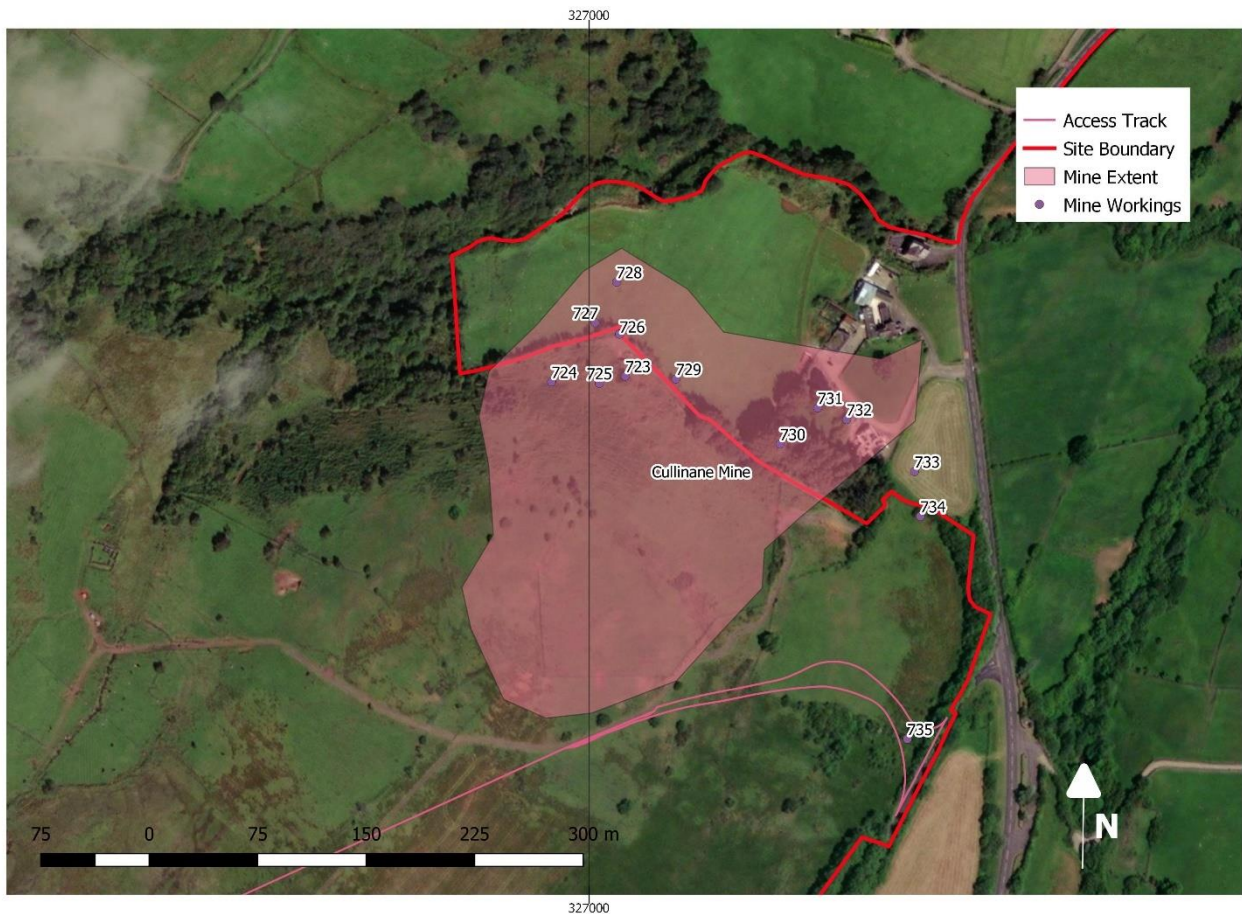 327000
Access Track
Site Boundary
Mine Extent
Mine Workings
728
727
726
724
725
723
729
731
732
730
Cullinane Mine
733
734
735
75
0
75
150
225
300 m
N
327000